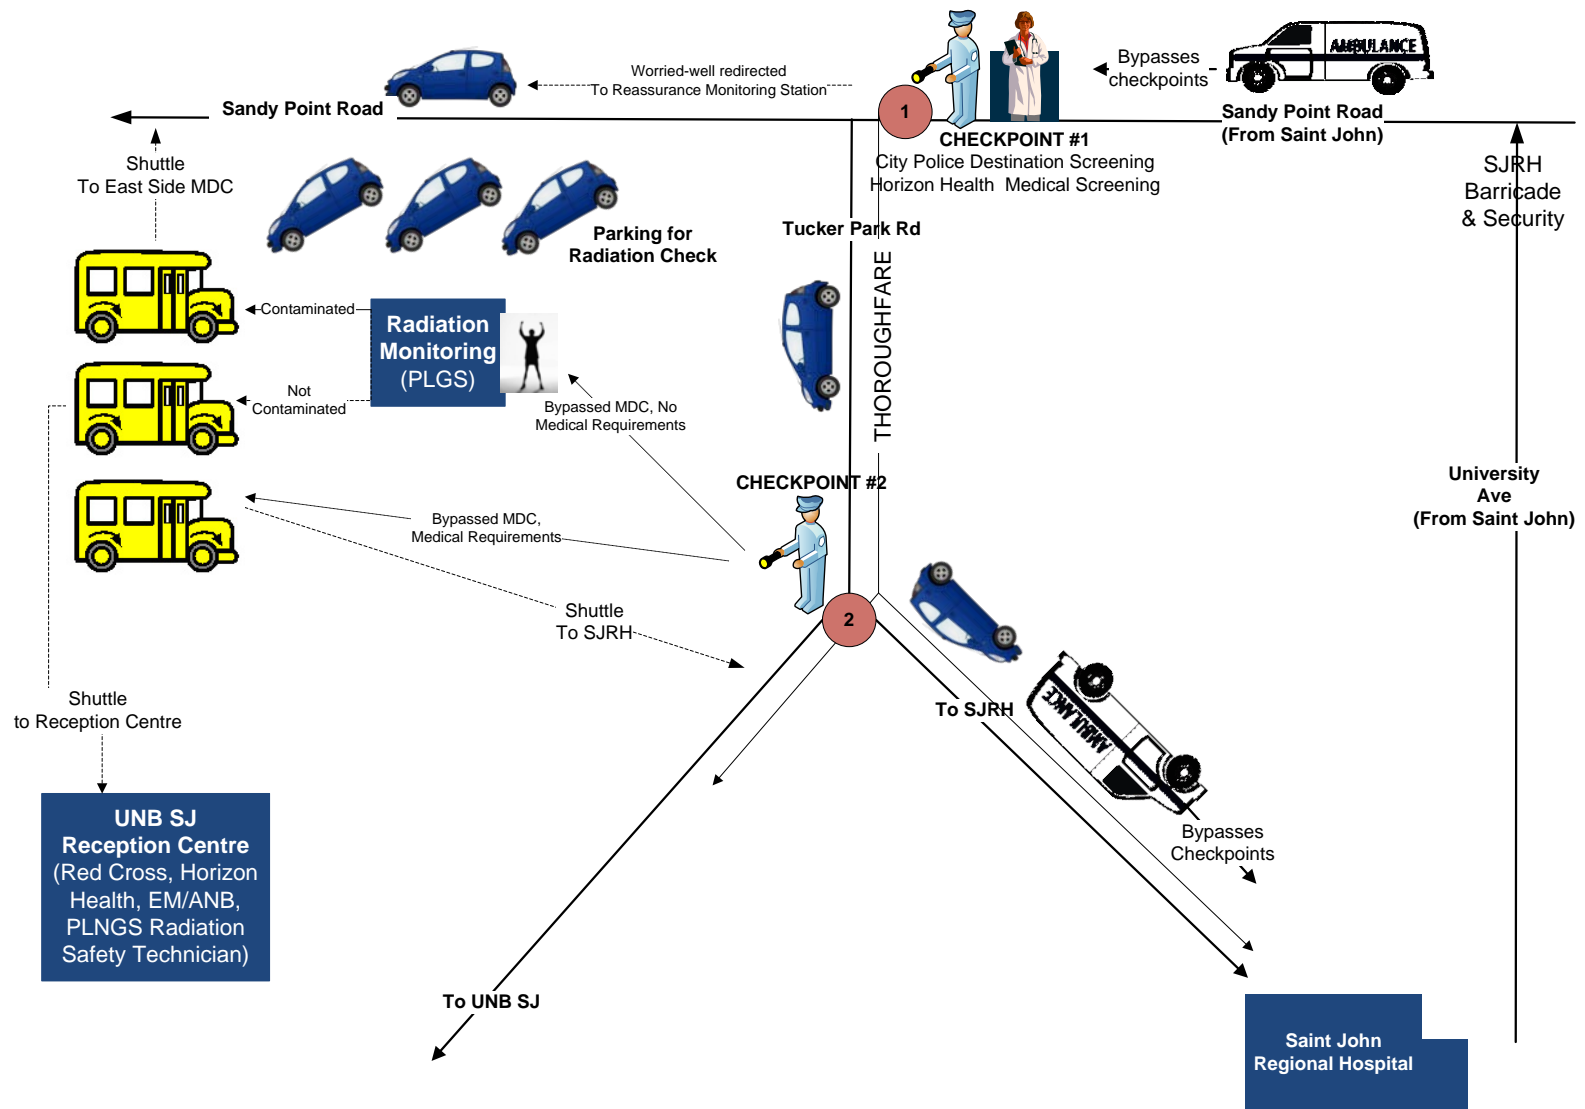 Worried-well redirected
To Reassurance Monitoring Station
Bypasses
checkpoints
AMBULANCE
Sandy Point Road
1
Sandy Point Road
(From Saint John)
CHECKPOINT #1
City Police Destination Screening
Horizon Health  Medical Screening
Shuttle
To East Side MDC
SJRH
Barricade
& Security
Parking for
Radiation Check
Tucker Park Rd
THOROUGHFARE
Contaminated
Radiation
Monitoring
(PLGS)
Not
Contaminated
Bypassed MDC, No
Medical Requirements
CHECKPOINT #2
University
Ave
(From Saint John)
Bypassed MDC,
Medical Requirements
Shuttle
To SJRH
2
To SJRH
AMBULANCE
Shuttle
to Reception Centre
Bypasses
Checkpoints
UNB SJ
Reception Centre
(Red Cross, Horizon
Health, EM/ANB,
PLNGS Radiation
Safety Technician)
To UNB SJ
Saint John
Regional Hospital